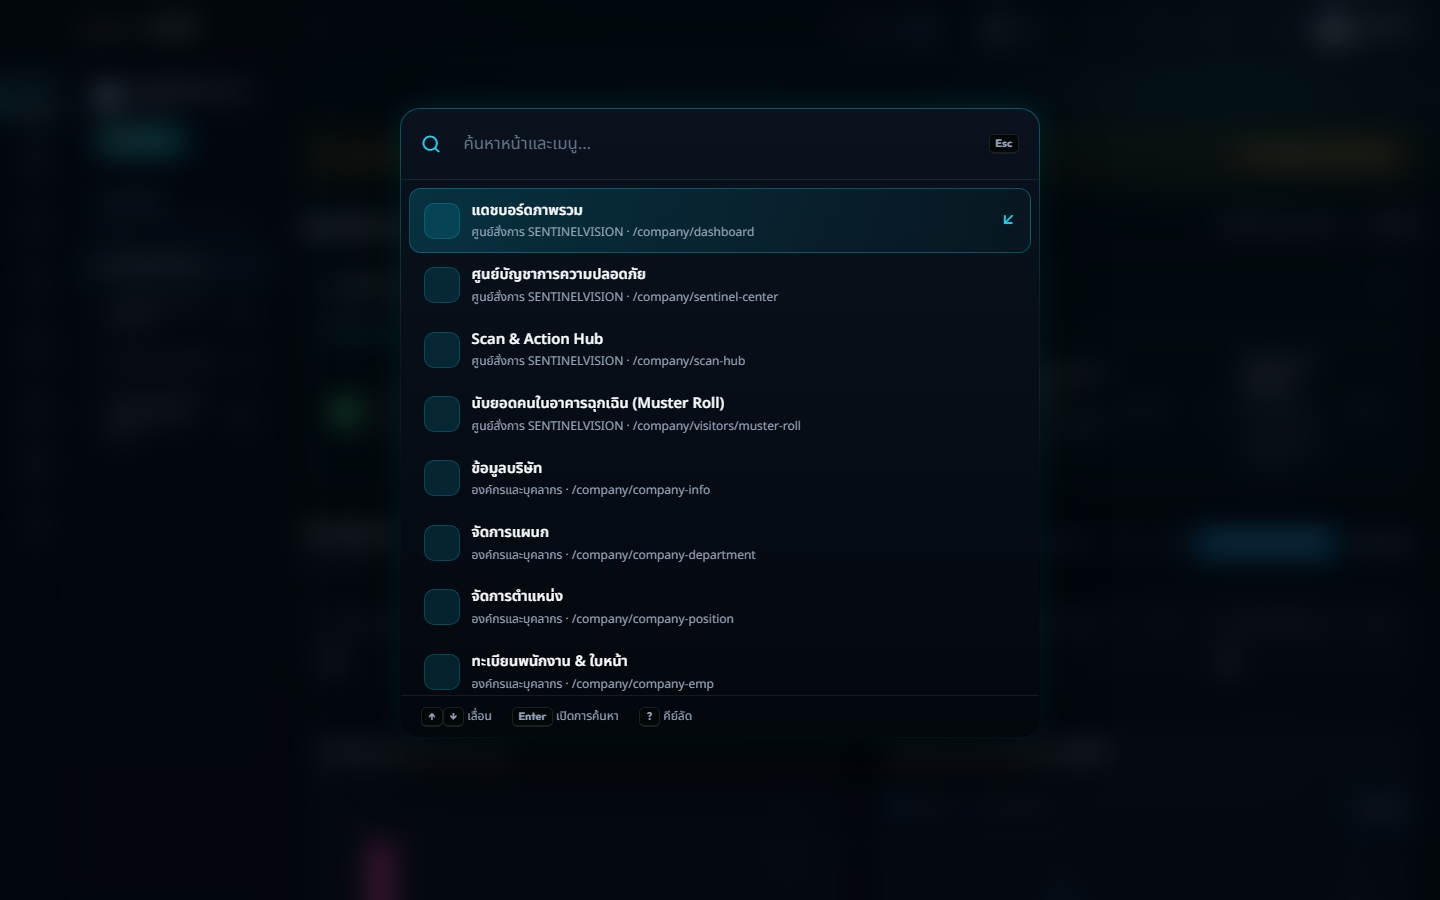 ค้นหาหน้าและเมนู...
Esc
แดชบอร์ดภาพรวม
ศูนย์สั่งการ SENTINELVISION · /company/dashboard
ศูนย์บัญชาการความปลอดภัย
ศูนย์สั่งการ SENTINELVISION · /company/sentinel-center
Scan & Action Hub
ศูนย์สั่งการ SENTINELVISION · /company/scan-hub
นับยอดคนในอาคารฉุกเฉิน (Muster Roll)
ศูนย์สั่งการ SENTINELVISION · /company/visitors/muster-roll
ข้อมูลบริษัท
องค์กรและบุคลากร · /company/company-info
จัดการแผนก
องค์กรและบุคลากร · /company/company-department
จัดการตำแหน่ง
องค์กรและบุคลากร · /company/company-position
ทะเบียนพนักงาน & ใบหน้า
องค์กรและบุคลากร · /company/company-emp
↑ ↓ เลื่อน Enter เปิดการค้นหา ? คีย์ลัด